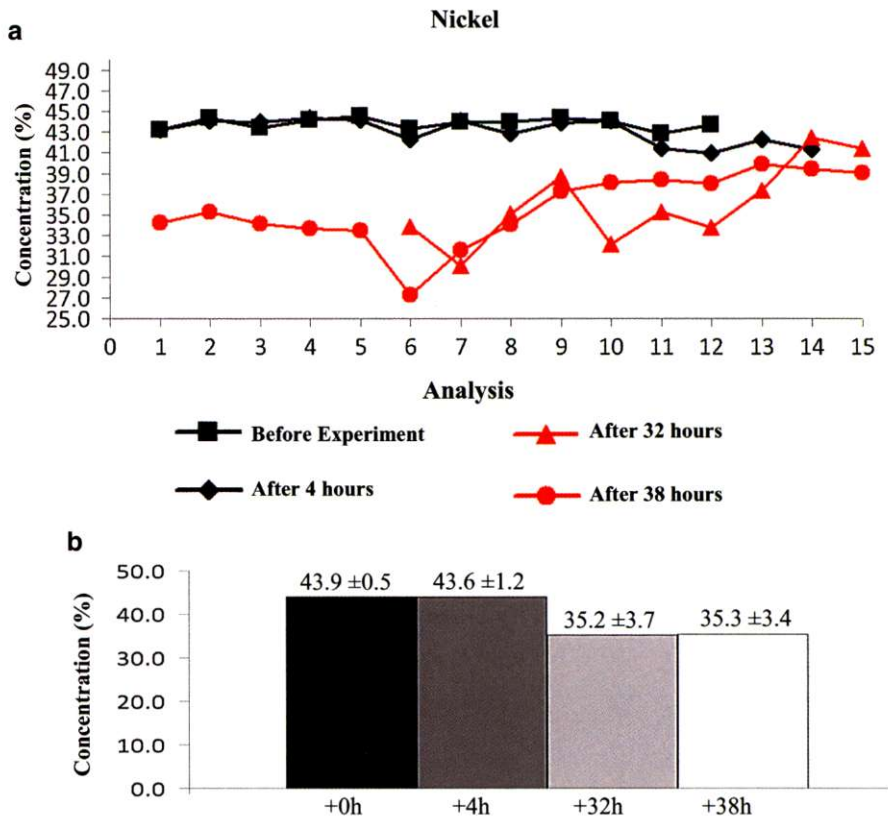 a
Nickel
Concentration (%)
49.0
47.0
45.0
43.0
41.0
39.0
37.0
35.0
33.0
31.0
29.0
27.0
25.0
0 1 2 3 4 5 6 7 8 9 10 11 12 13 14 15
Analysis
Before Experiment
After 32 hours
After 4 hours
After 38 hours
b
Concentration (%)
50.0
40.0
30.0
20.0
10.0
0.0
43.9 ±0.5
43.6 ±1.2
35.2 ±3.7
35.3 ±3.4
+0h +4h +32h +38h